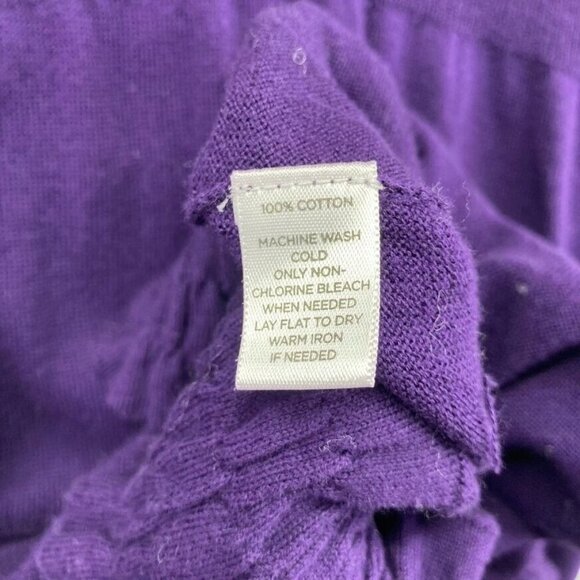 100% COTTON
MACHINE WASH
COLD
ONLY NON-
CHLORINE BLEACH
WHEN NEEDED
LAY FLAT TO DRY
WARM IRON
IF NEEDED